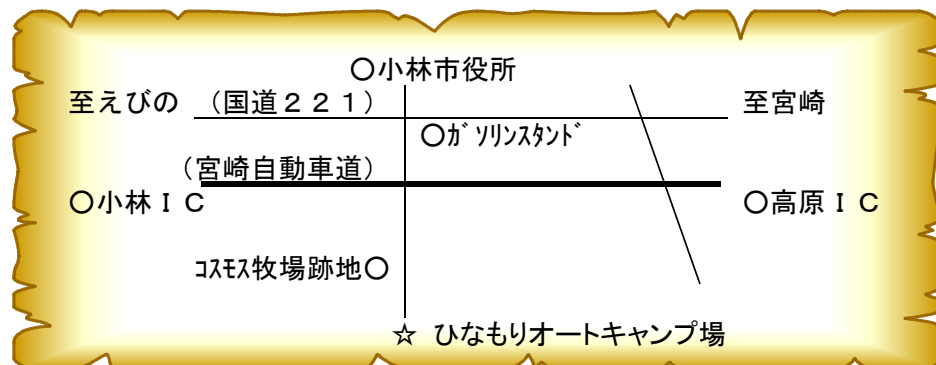 ○小林市役所
至えびの （国道２２１） 至宮崎
○ｶﾞｿﾘﾝｽﾀﾝﾄﾞ
（宮崎自動車道）
○小林ＩＣ ○高原ＩＣ
ｺｽﾓｽ牧場跡地○
☆ ひなもりオートキャンプ場